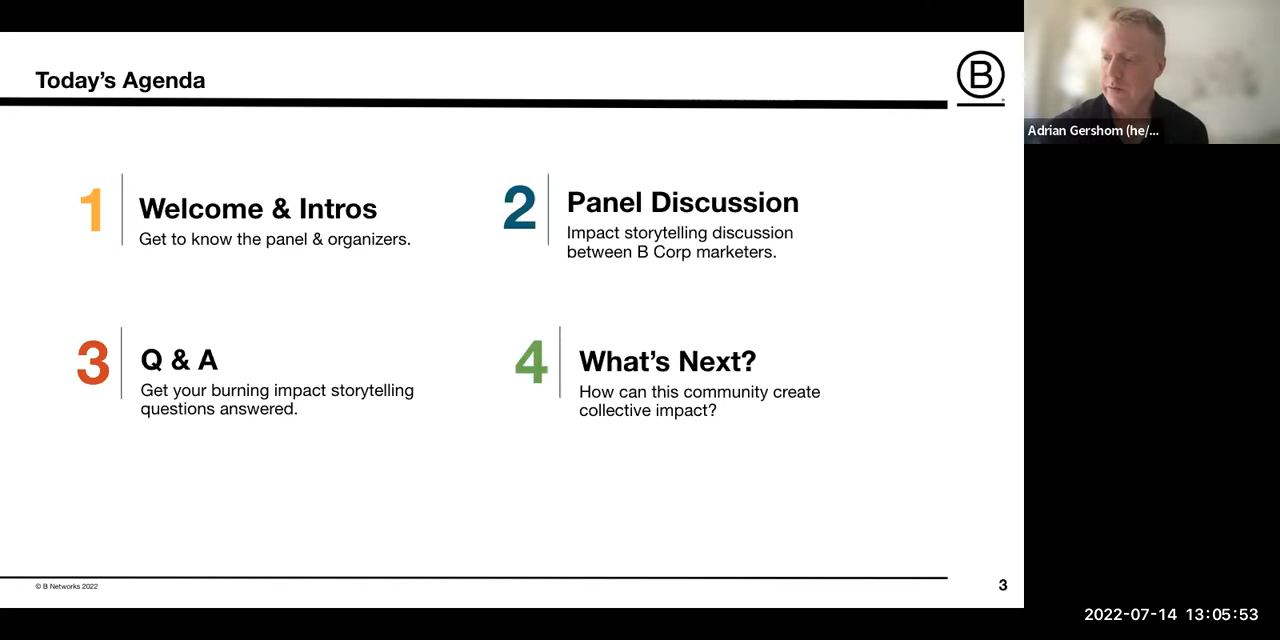 Today's Agenda
B
1
Welcome & Intros
Get to know the panel & organizers.
2
Panel Discussion
Impact storytelling discussion
between B Corp marketers.
3
Q & A
Get your burning impact storytelling
questions answered.
4
What's Next?
How can this community create
collective impact?
© B Networks 2022
3
Adrian Gershom (he/...
2022-07-14 13:05:53